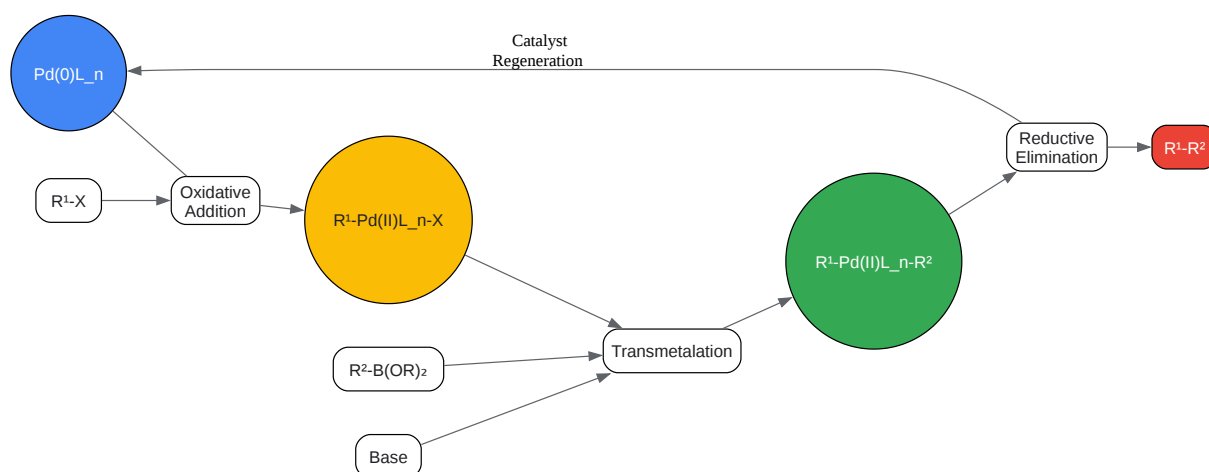 Catalyst
Regeneration
Pd(0)L_n
Reductive
Elimination
R¹-R²
Oxidative
Addition
R¹-X
R¹-Pd(II)L_n-X
R¹-Pd(II)L_n-R²
Transmetalation
R²-B(OR)₂
Base